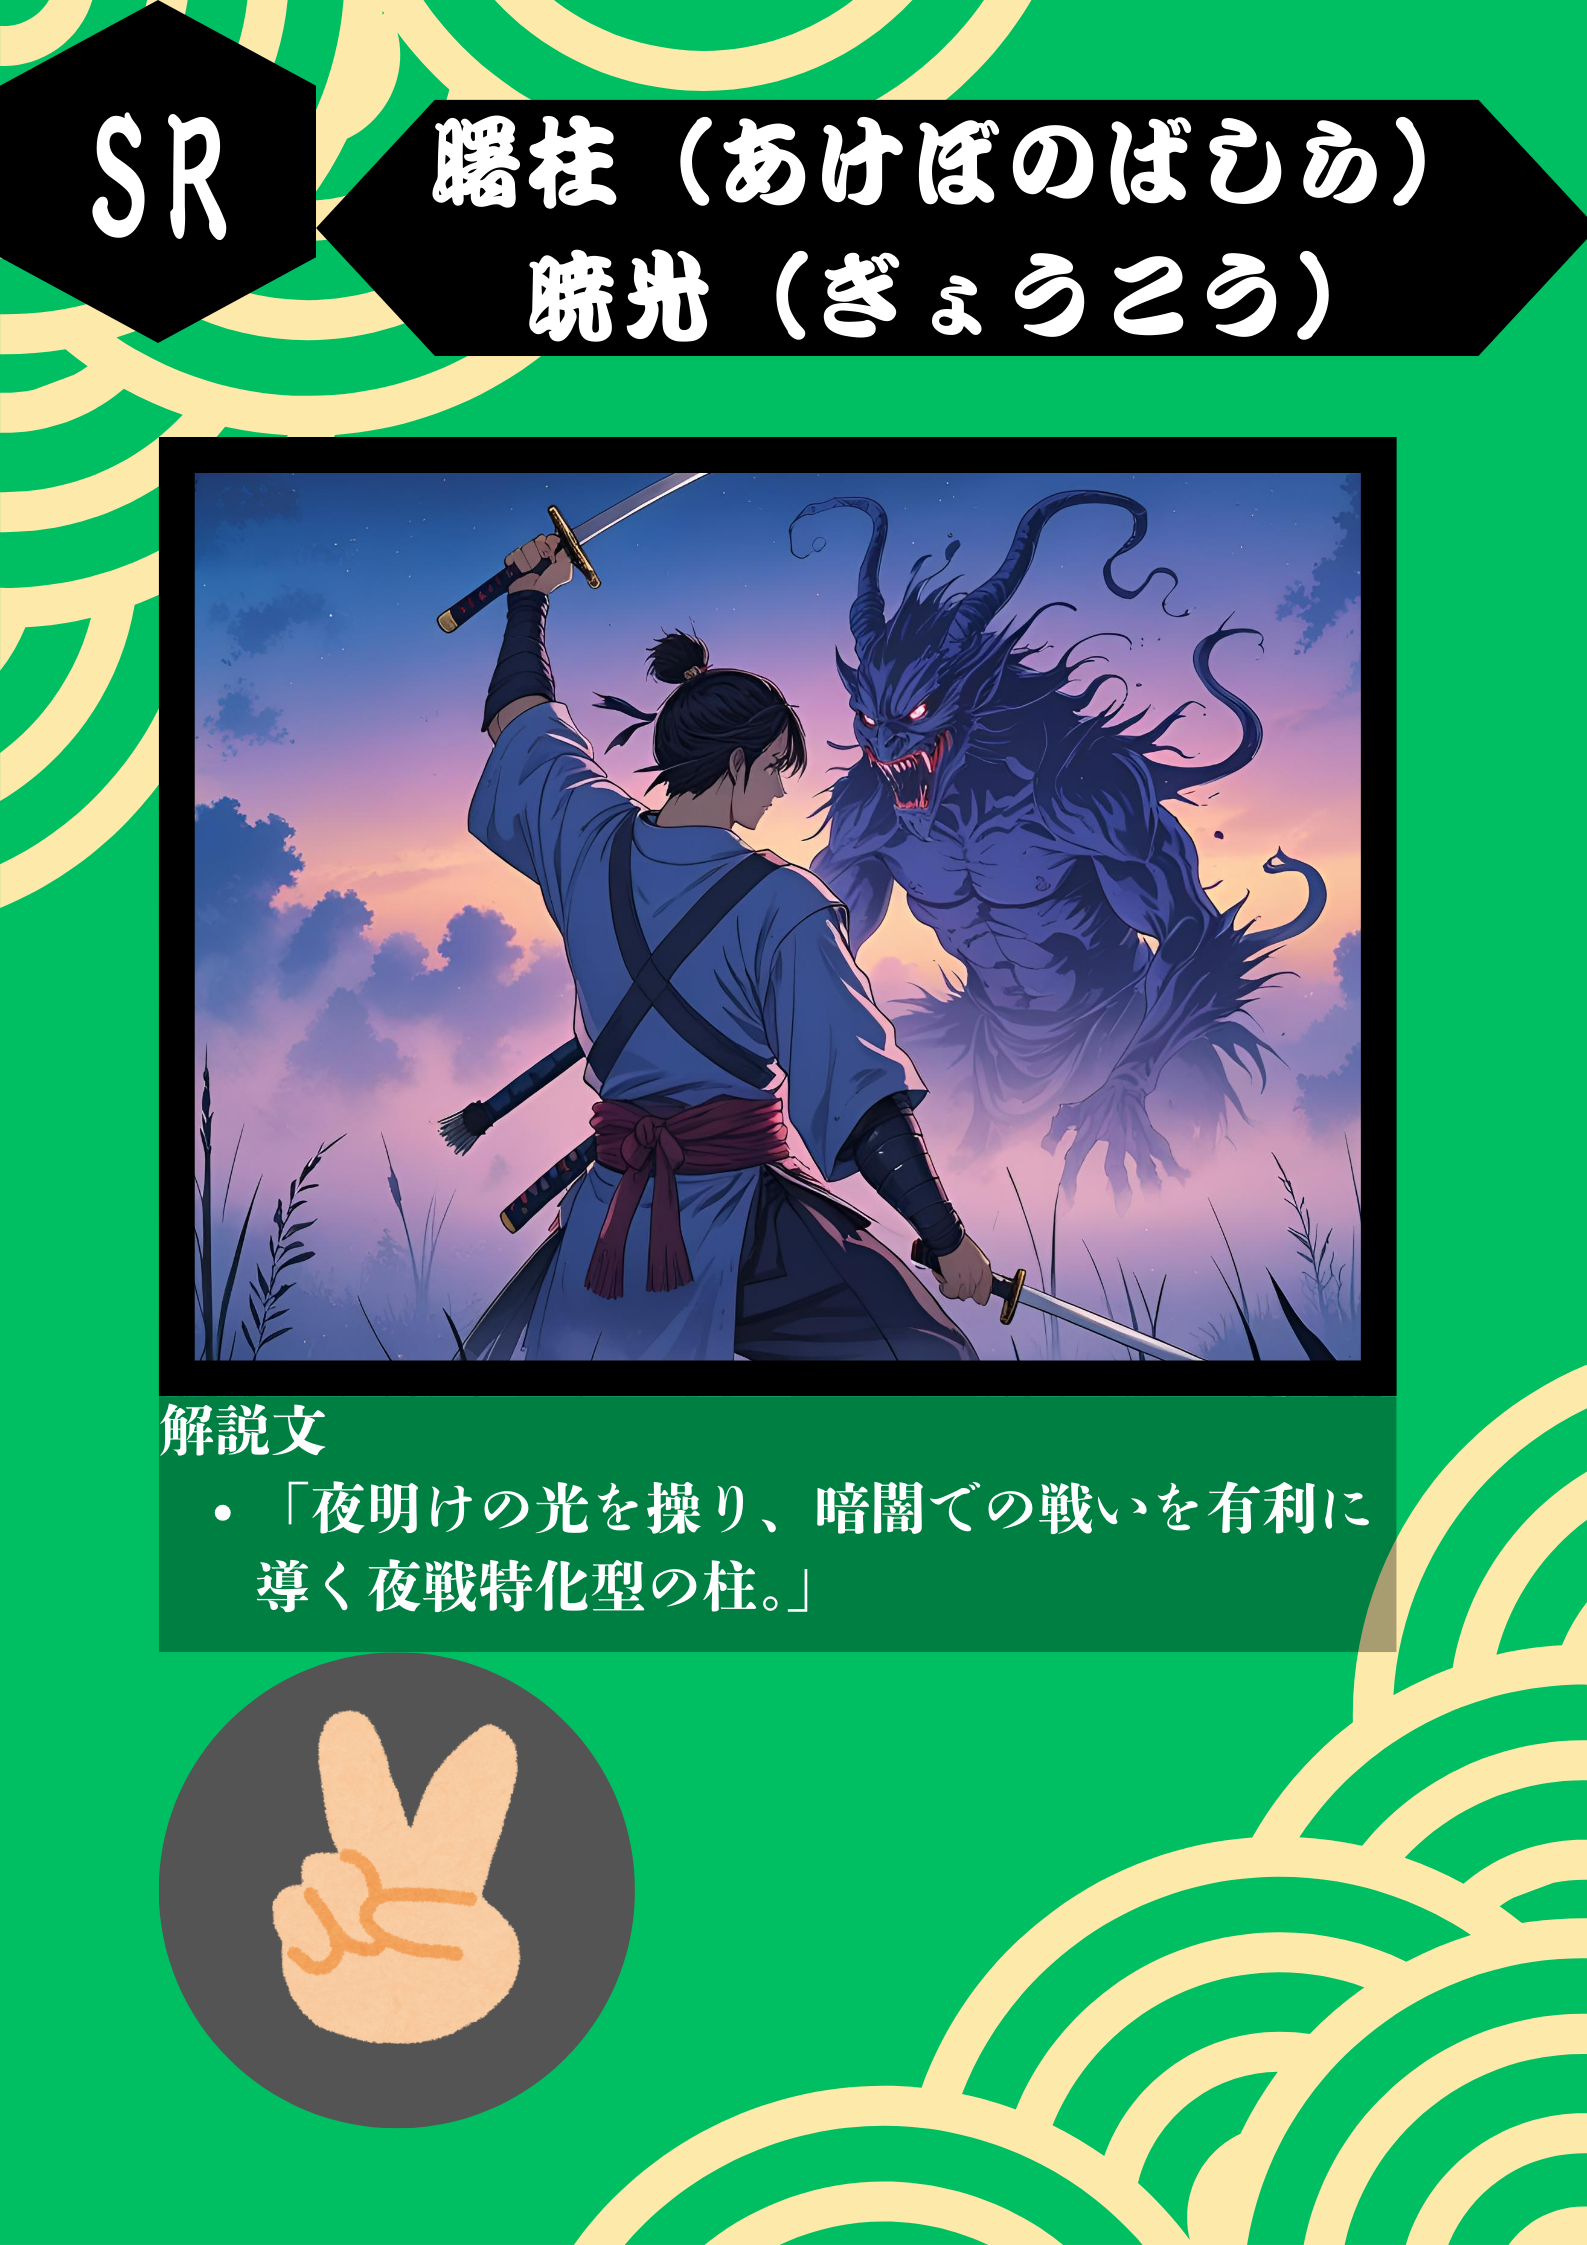 SR
曙柱（あけぼのばしら）
暁光（ぎょうこう）
解説文
• 「夜明けの光を操り、暗闇での戦いを有利に
導く夜戦特化型の柱。」